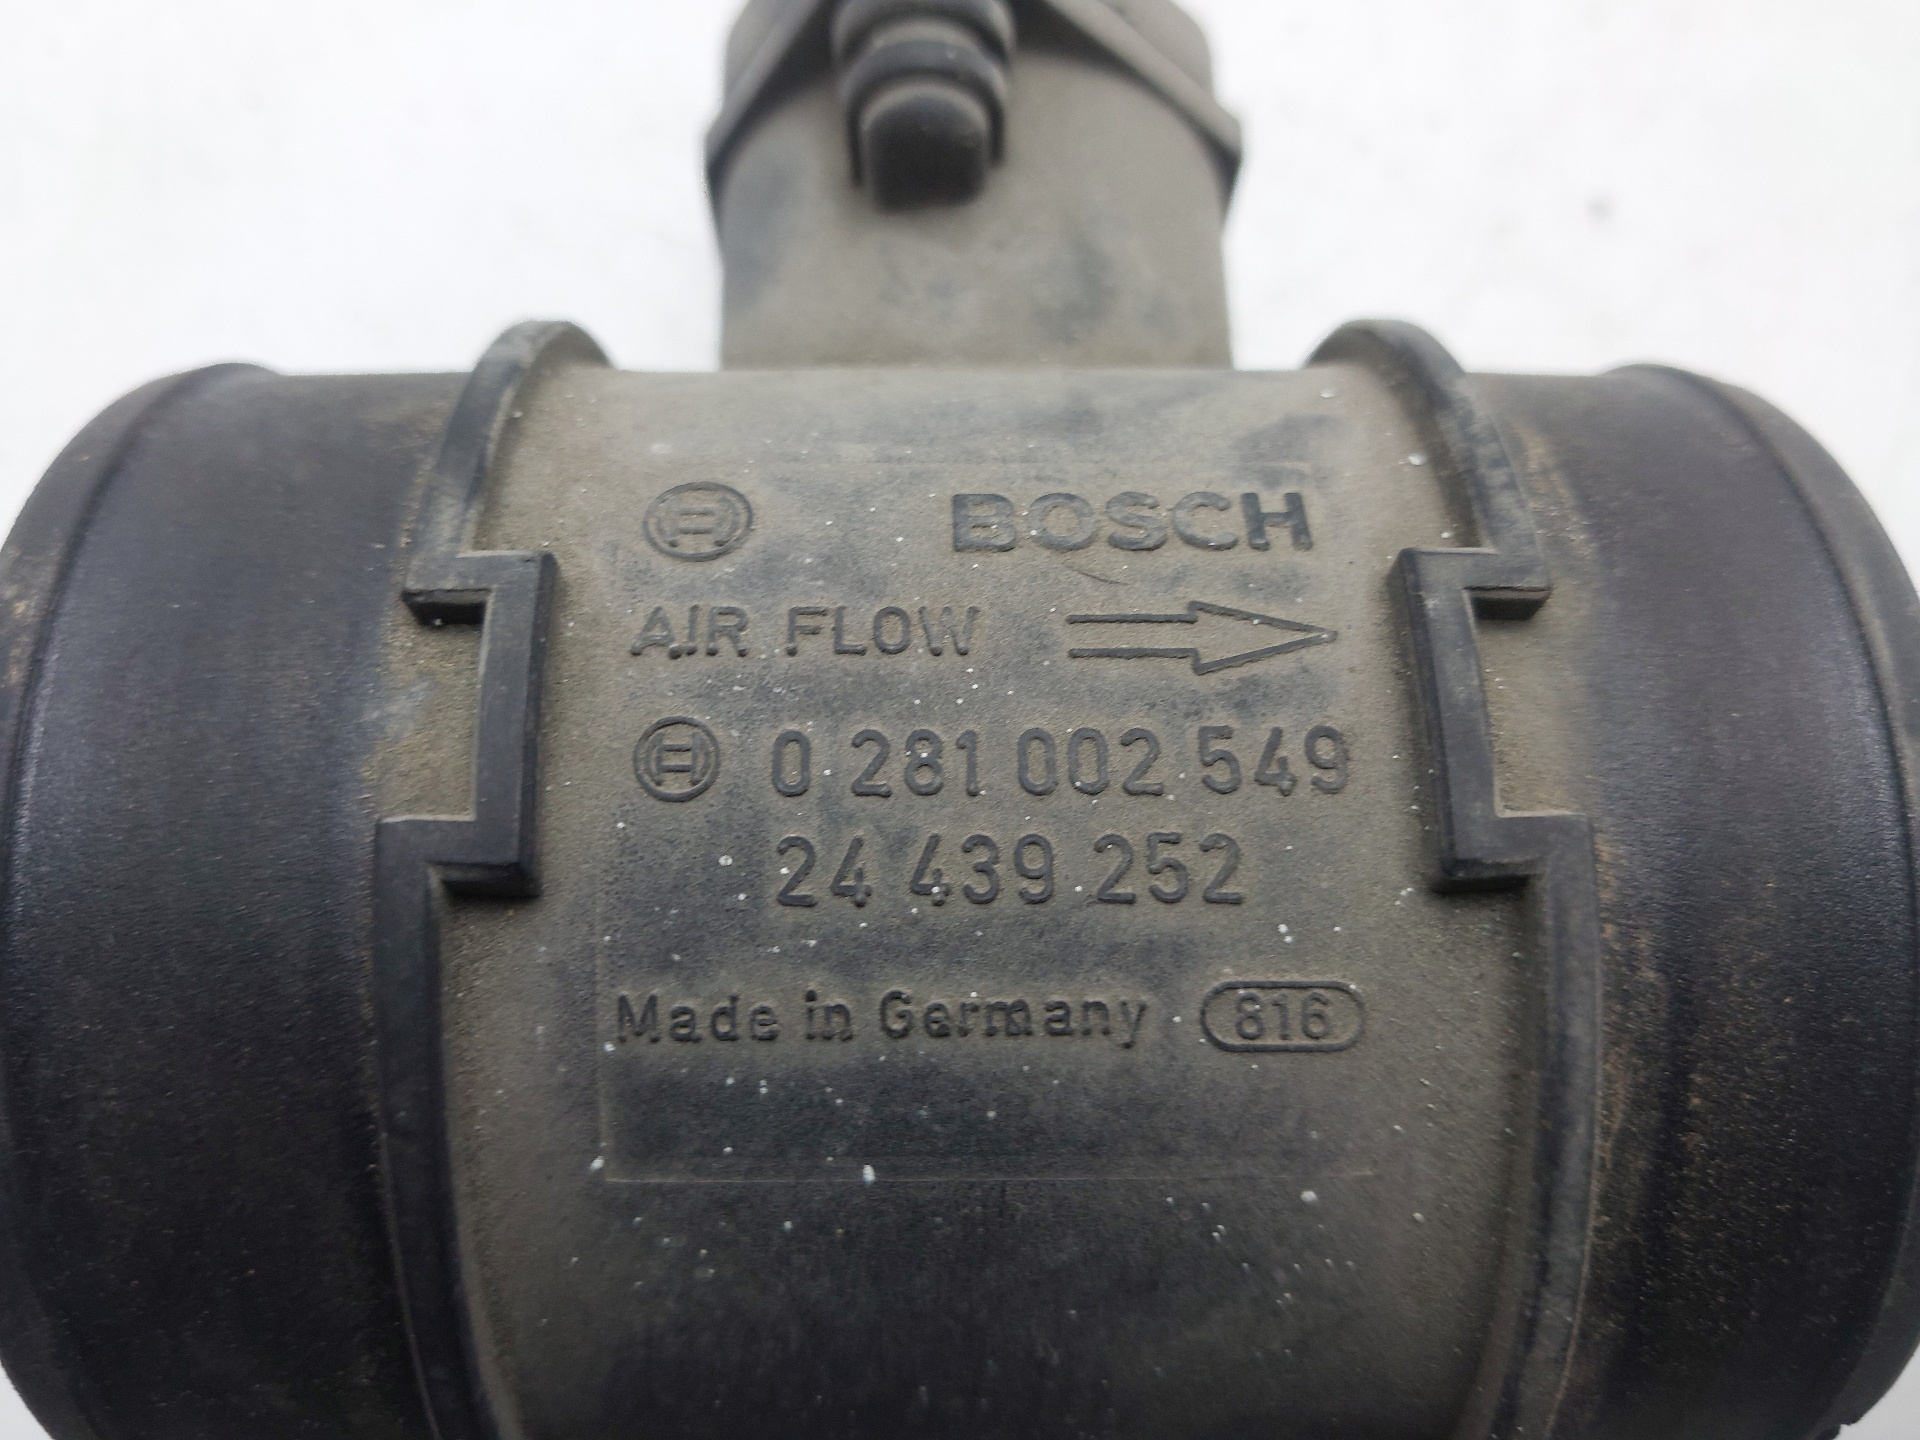 BOSCH
AIR FLOW
0 281 002 549
24 439 252
Made in Germany 816